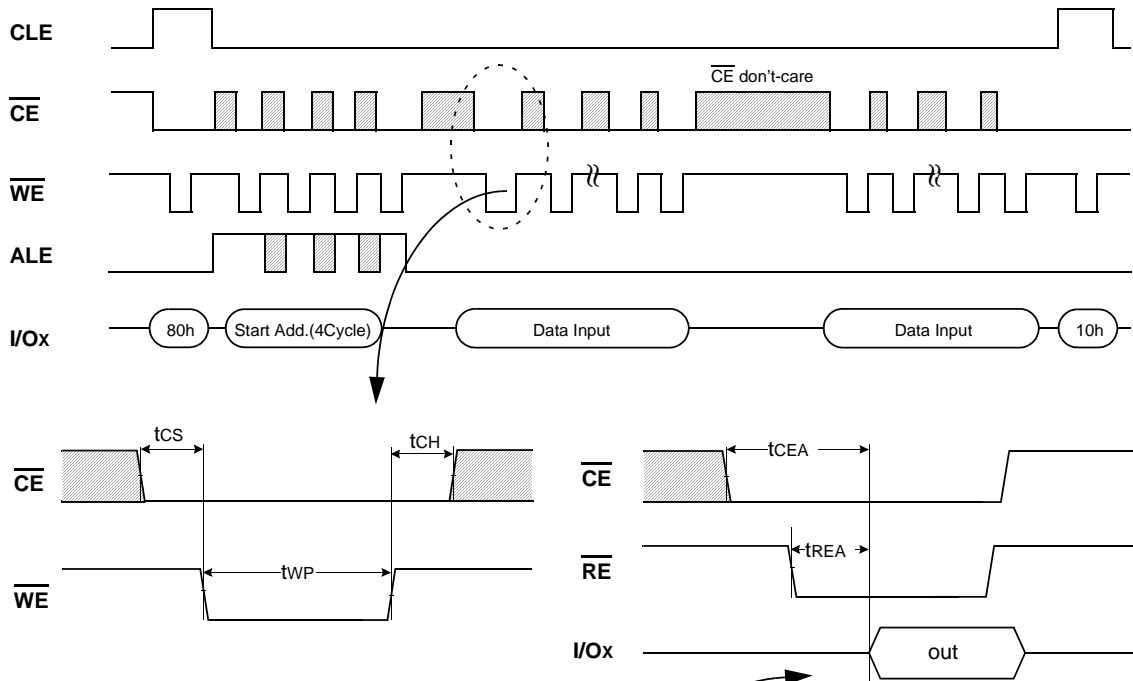 CLE
CE don't-care
CE
WE
ALE
I/Ox 80h Start Add.(4Cycle) Data Input Data Input 10h
tCS tCH
CE
tWP
WE
tCEA
CE
tREA
RE
I/Ox out